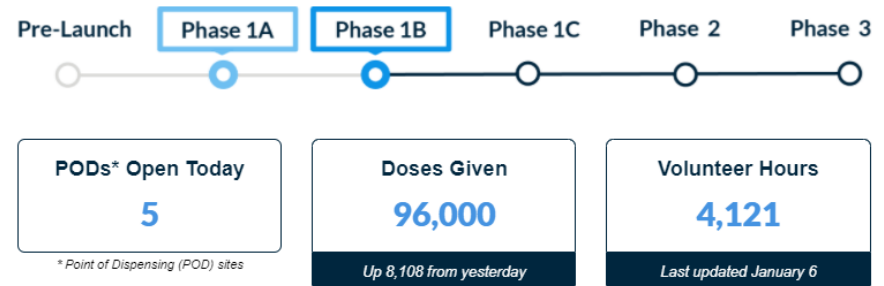 Pre-Launch Phase 1A Phase 1B Phase 1C Phase 2 Phase 3
PODs* Open Today
5
* Point of Dispensing (POD) sites
Doses Given
96,000
Up 8,108 from yesterday
Volunteer Hours
4,121
Last updated January 6